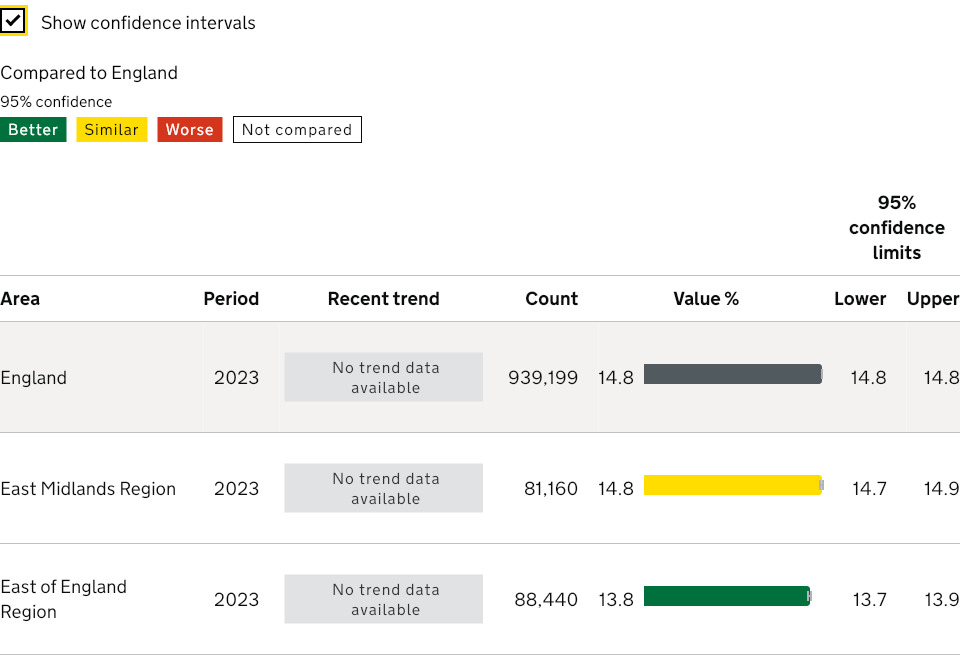 Show confidence intervals
Compared to England
95% confidence
Better Similar Worse Not compared
95%
confidence
limits
Area Period Recent trend Count Value % Lower Upper
England 2023 No trend data available 939,199 14.8 14.8 14.8
East Midlands Region 2023 No trend data available 81,160 14.8 14.7 14.9
East of England Region 2023 No trend data available 88,440 13.8 13.7 13.9